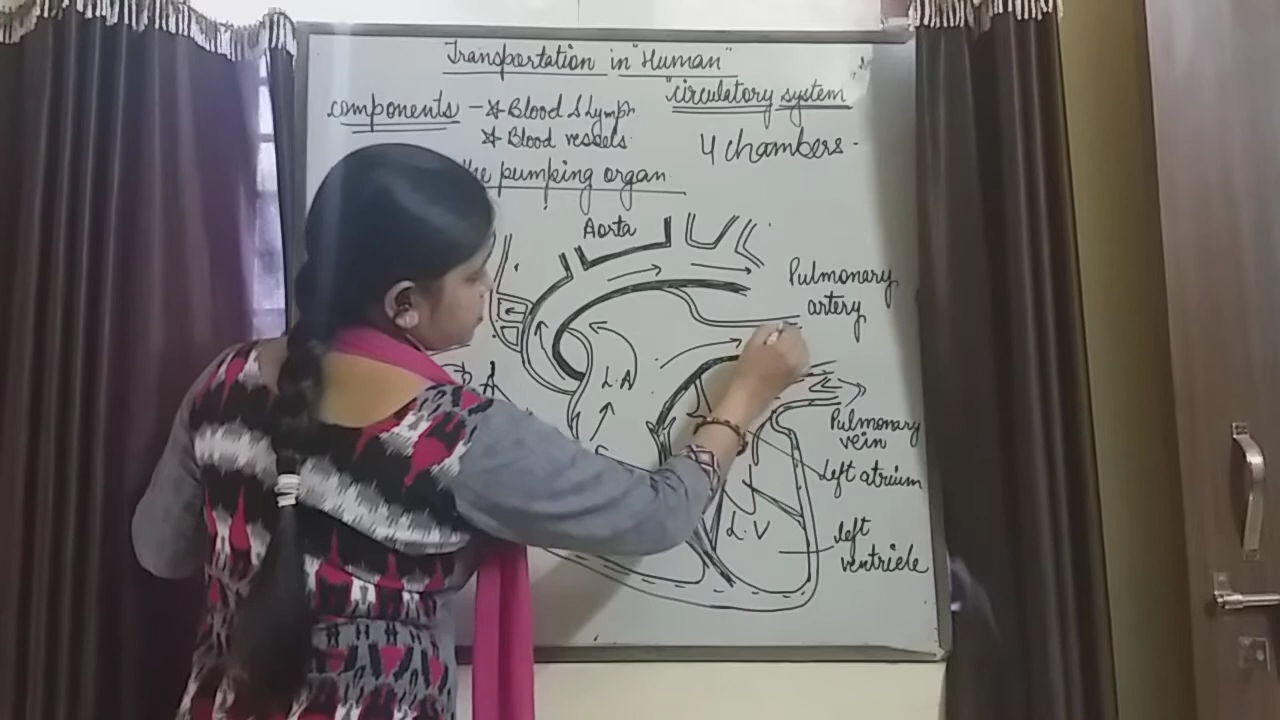 Transportation in "Human"
"circulatory system"
components - * Blood & Lymph.
* Blood vessels.
4 chambers.
the pumping organ.
Aorta
Pulmonary
artery
L.A
R.A
Pulmonary
vein
left atrium
L.V
left
ventricle